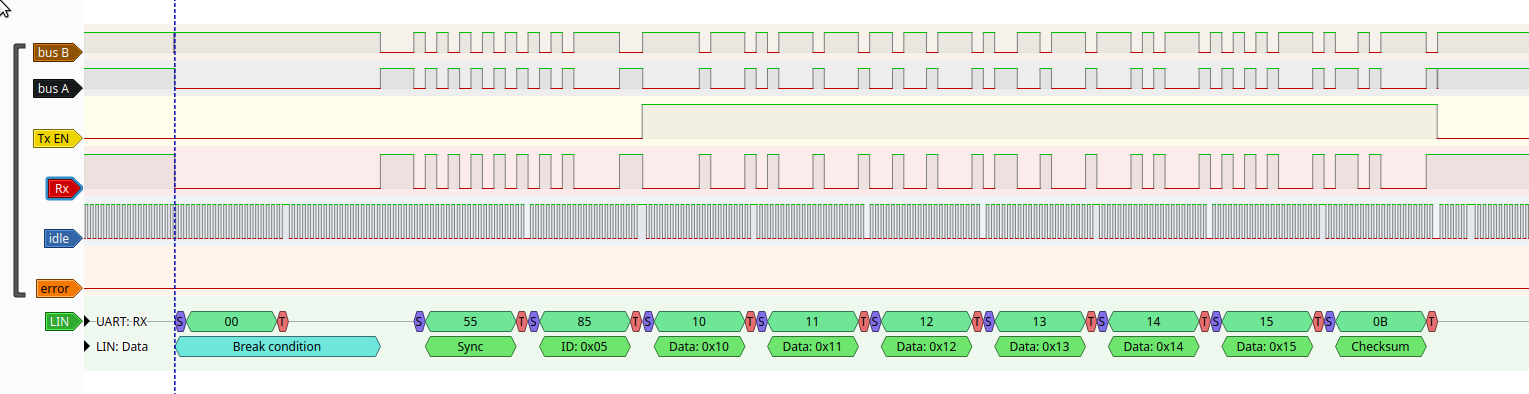 bus B
bus A
Tx EN
Rx
idle
error
LIN UART: RX S 00 T S 55 T S 85 T S 10 T S 11 T S 12 T S 13 T S 14 T S 15 T S 0B T
LIN: Data Break condition Sync ID: 0x05 Data: 0x10 Data: 0x11 Data: 0x12 Data: 0x13 Data: 0x14 Data: 0x15 Checksum